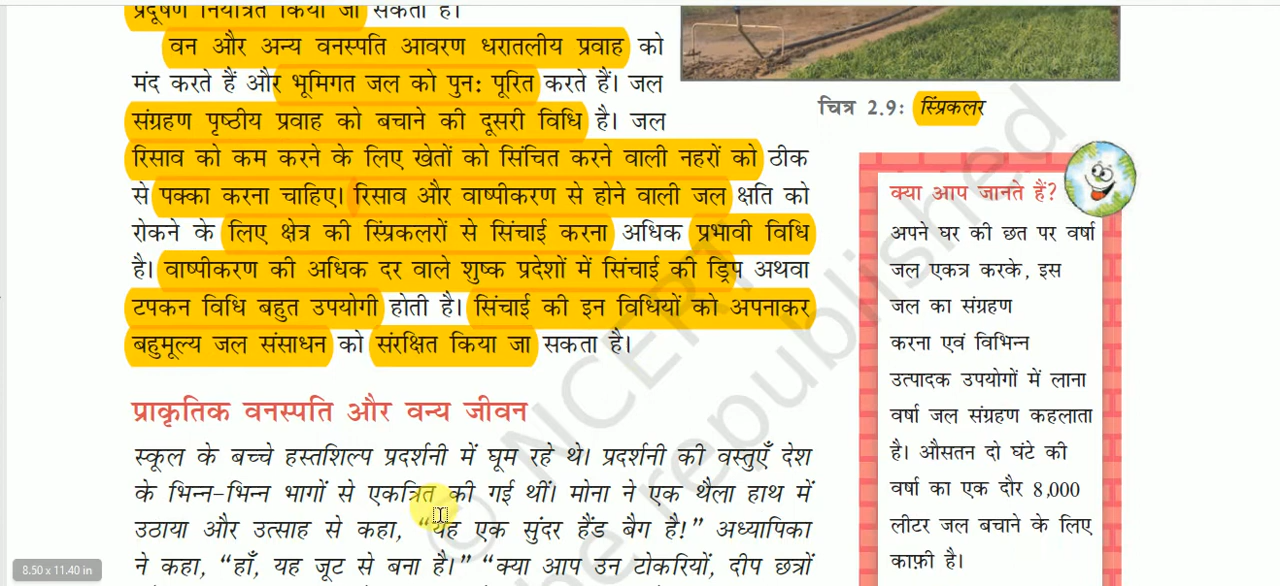 प्रदूषण नियंत्रित किया जा सकता है।
वन और अन्य वनस्पति आवरण धरातलीय प्रवाह को
मंद करते हैं और भूमिगत जल को पुनः पूरित करते हैं। जल
संग्रहण पृष्ठीय प्रवाह को बचाने की दूसरी विधि है। जल
रिसाव को कम करने के लिए खेतों को सिंचित करने वाली नहरों को ठीक
से पक्का करना चाहिए। रिसाव और वाष्पीकरण से होने वाली जल क्षति को
रोकने के लिए क्षेत्र की स्प्रिंकलरों से सिंचाई करना अधिक प्रभावी विधि
है। वाष्पीकरण की अधिक दर वाले शुष्क प्रदेशों में सिंचाई की ड्रिप अथवा
टपकन विधि बहुत उपयोगी होती है। सिंचाई की इन विधियों को अपनाकर
बहुमूल्य जल संसाधन को संरक्षित किया जा सकता है।
प्राकृतिक वनस्पति और वन्य जीवन
स्कूल के बच्चे हस्तशिल्प प्रदर्शनी में घूम रहे थे। प्रदर्शनी की वस्तुएँ देश
के भिन्न-भिन्न भागों से एकत्रित की गई थीं। मोना ने एक थैला हाथ में
उठाया और उत्साह से कहा, “यह एक सुंदर हैंड बैग है!” अध्यापिका
ने कहा, “हाँ, यह जूट से बना है।” “क्या आप उन टोकरियों, दीप छत्रों
चित्र 2.9: स्प्रिंकलर
क्या आप जानते हैं?
अपने घर की छत पर वर्षा
जल एकत्र करके, इस
जल का संग्रहण
करना एवं विभिन्न
उत्पादक उपयोगों में लाना
वर्षा जल संग्रहण कहलाता
है। औसतन दो घंटे की
वर्षा का एक दौर 8,000
लीटर जल बचाने के लिए
काफ़ी है।
© NCERT
be republished
8.50 x 11.40 in